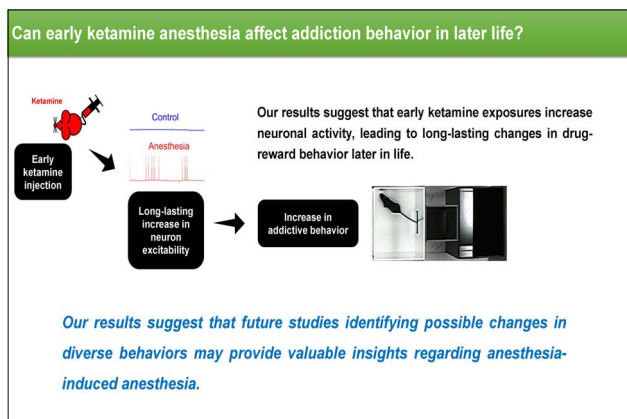 Can early ketamine anesthesia affect addiction behavior in later life?
Ketamine
Early
ketamine
injection
Control
Anesthesia
Long-lasting
increase in
neuron
excitability
Our results suggest that early ketamine exposures increase
neuronal activity, leading to long-lasting changes in drug-
reward behavior later in life.
Increase in
addictive behavior
Our results suggest that future studies identifying possible changes in
diverse behaviors may provide valuable insights regarding anesthesia-
induced anesthesia.